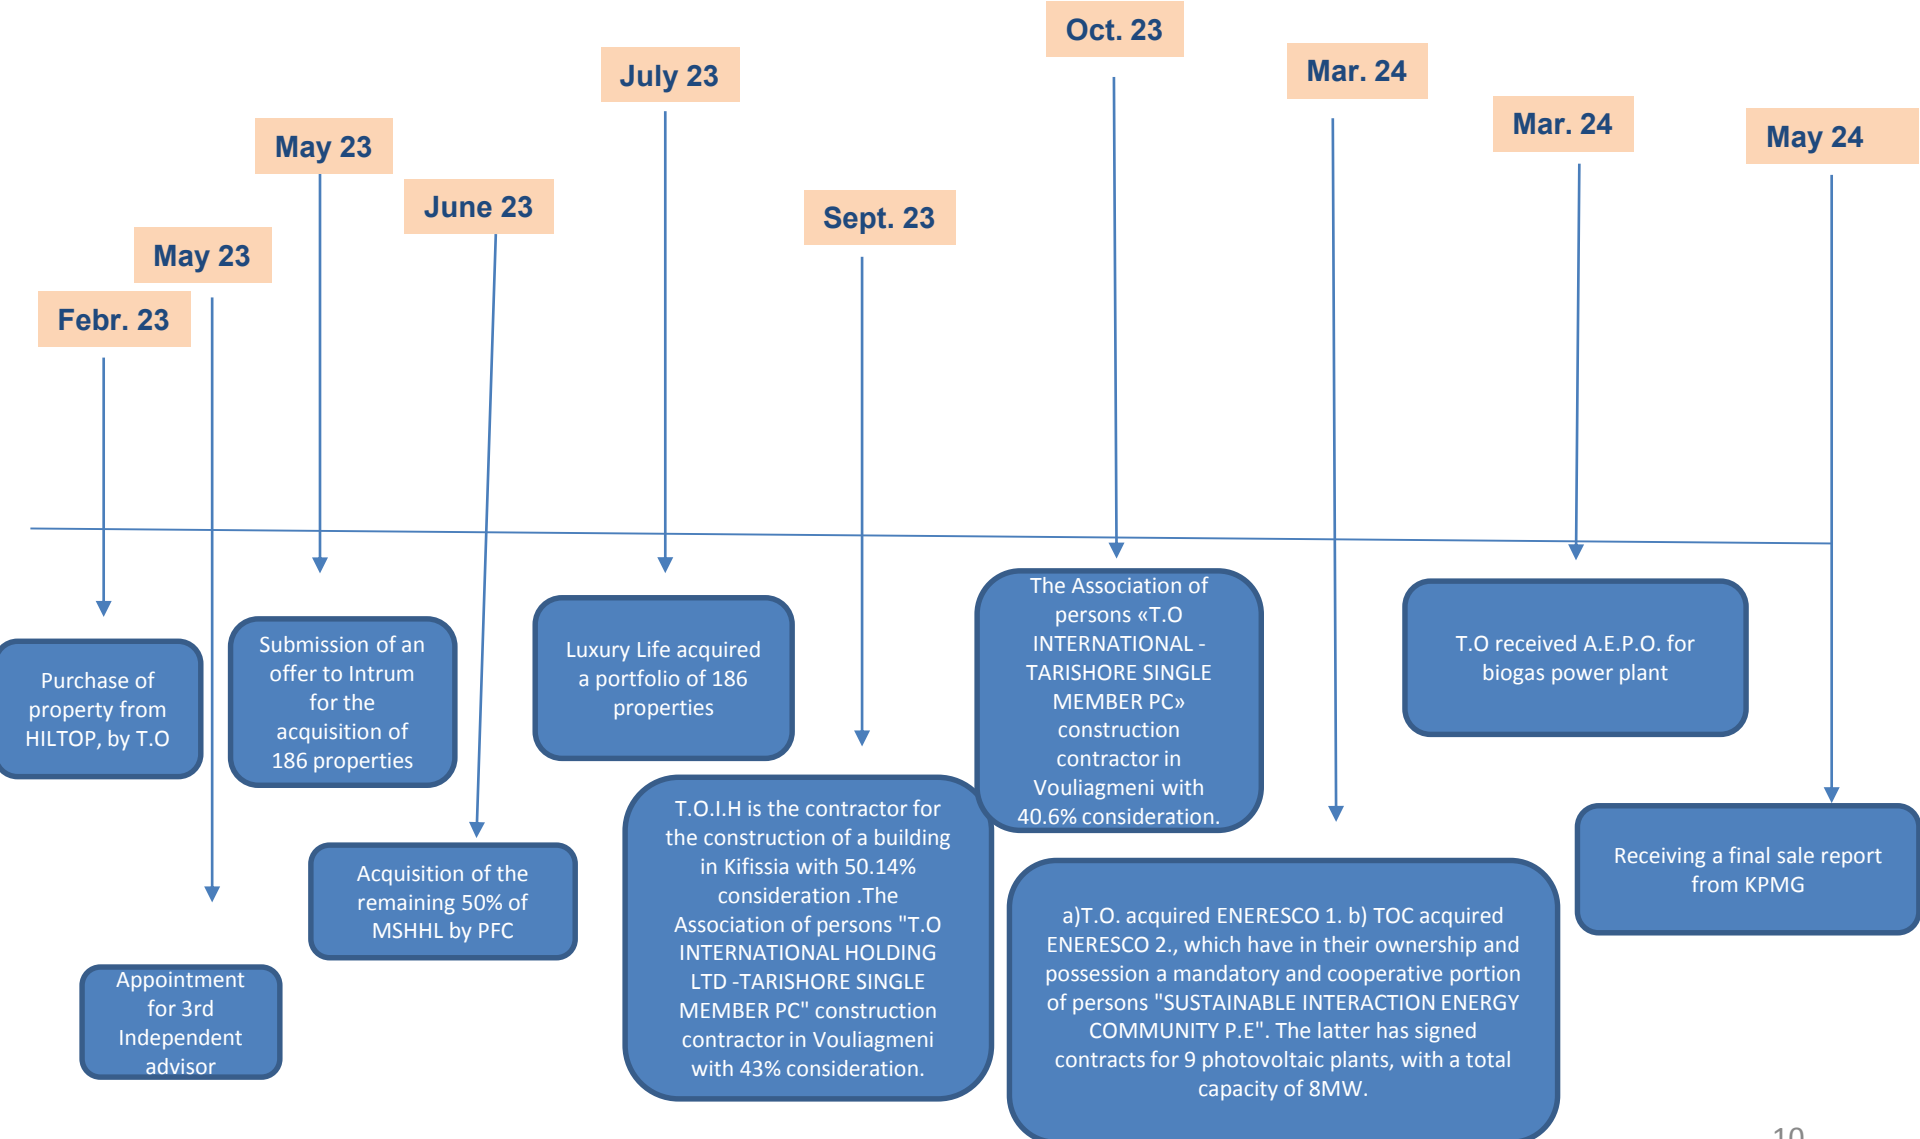 Oct. 23
Mar. 24
July 23
Mar. 24
May 24
May 23
June 23
Sept. 23
May 23
Febr. 23
Purchase of
property from
HILTOP, by T.O
Appointment
for 3rd
Independent
advisor
Submission of an
offer to Intrum
for the
acquisition of
186 properties
Acquisition of the
remaining 50% of
MSHHL by PFC
Luxury Life acquired
a portfolio of 186
properties
T.O.I.H is the contractor for
the construction of a building
in Kifissia with 50.14%
consideration .The
Association of persons "T.O
INTERNATIONAL HOLDING
LTD -TARISHORE SINGLE
MEMBER PC" construction
contractor in Vouliagmeni
with 43% consideration.
The Association of
persons «T.O
INTERNATIONAL -
TARISHORE SINGLE
MEMBER PC»
construction
contractor in
Vouliagmeni with
40.6% consideration.
a)T.O. acquired ENERESCO 1. b) TOC acquired
ENERESCO 2., which have in their ownership and
possession a mandatory and cooperative portion
of persons "SUSTAINABLE INTERACTION ENERGY
COMMUNITY P.E". The latter has signed
contracts for 9 photovoltaic plants, with a total
capacity of 8MW.
T.O received A.E.P.O. for
biogas power plant
Receiving a final sale report
from KPMG
10